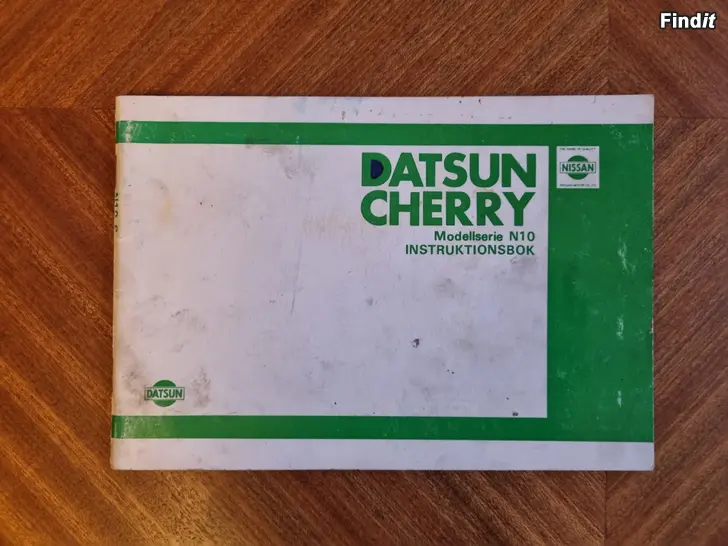 Findit
DATSUN
CHERRY
Modellserie N10
INSTRUKTIONSBOK
NISSAN
DATSUN